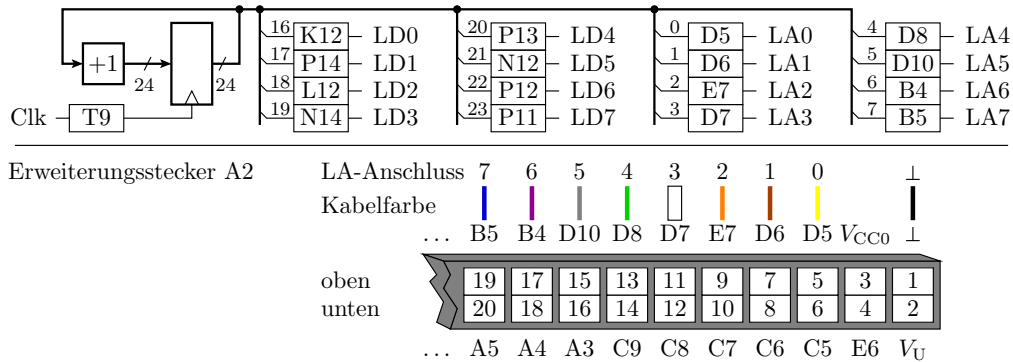 16 K12 LD0 20 P13 LD4 0 D5 LA0 4 D8 LA4
+1 24 24 17 P14 LD1 21 N12 LD5 1 D6 LA1 5 D10 LA5
18 L12 LD2 22 P12 LD6 2 E7 LA2 6 B4 LA6
Clk T9 19 N14 LD3 23 P11 LD7 3 D7 LA3 7 B5 LA7
Erweiterungsstecker A2 LA-Anschluss 7 6 5 4 3 2 1 0 ⊥
Kabelfarbe
... B5 B4 D10 D8 D7 E7 D6 D5 VCC0 ⊥
oben 19 17 15 13 11 9 7 5 3 1
unten 20 18 16 14 12 10 8 6 4 2
... A5 A4 A3 C9 C8 C7 C6 C5 E6 VU